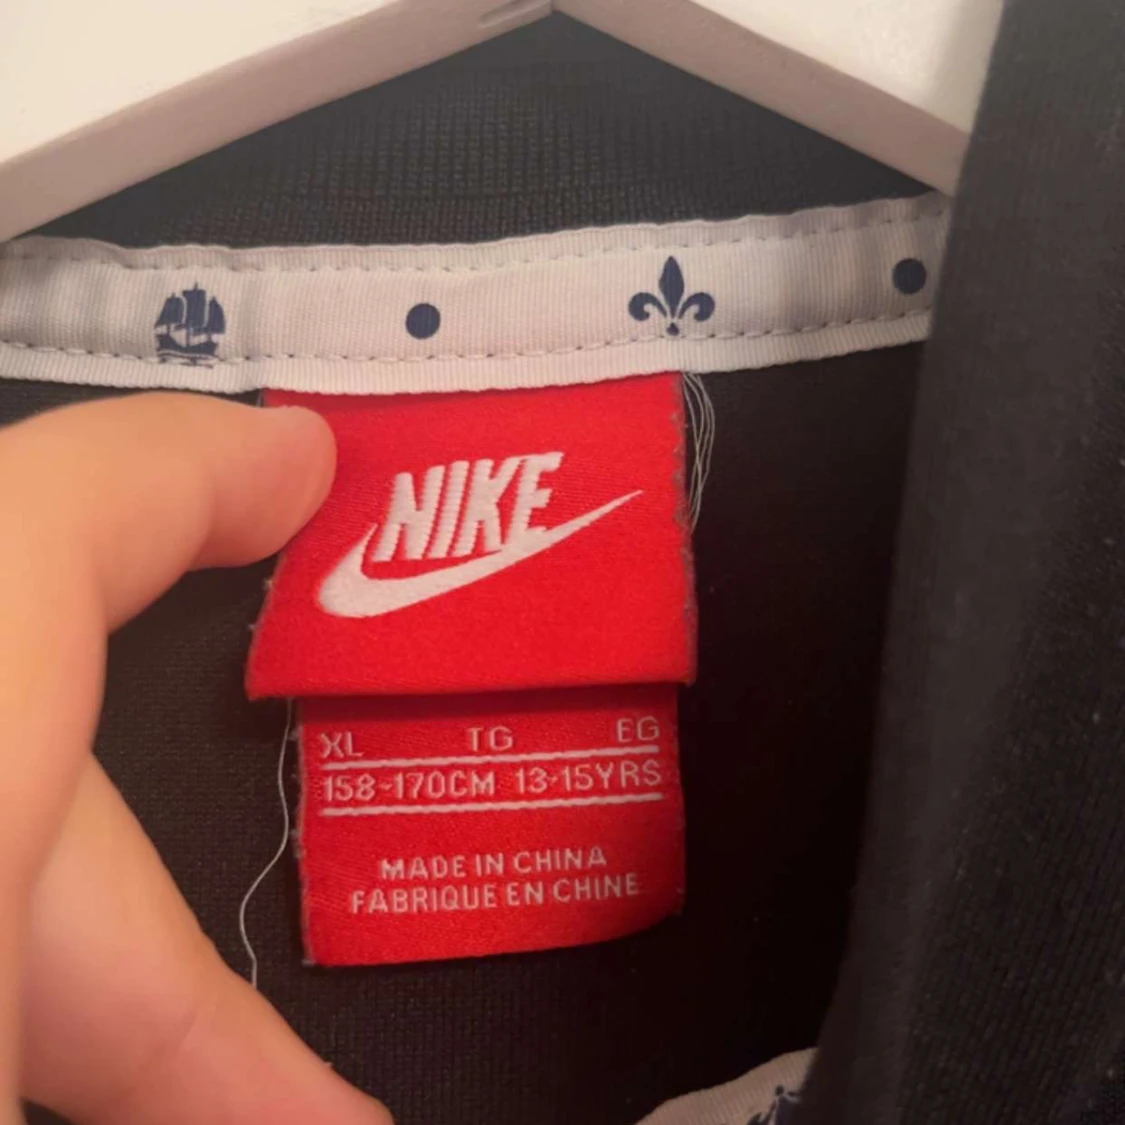 NIKE
XL TG EG
158-170CM 13-15YRS
MADE IN CHINA
FABRIQUE EN CHINE